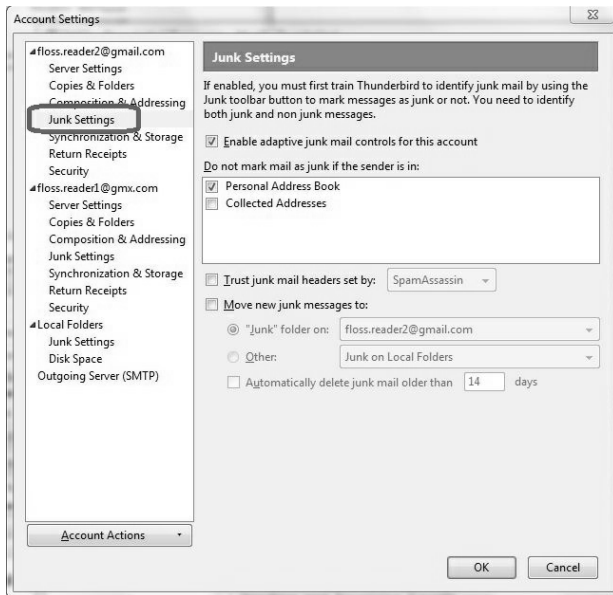 Account Settings
floss.reader2@gmail.com
Server Settings
Copies & Folders
Composition & Addressing
Junk Settings
Synchronization & Storage
Return Receipts
Security
floss.reader1@gmx.com
Server Settings
Copies & Folders
Composition & Addressing
Junk Settings
Synchronization & Storage
Return Receipts
Security
Local Folders
Junk Settings
Disk Space
Outgoing Server (SMTP)
Account Actions
Junk Settings
If enabled, you must first train Thunderbird to identify junk mail by using the
Junk toolbar button to mark messages as junk or not. You need to identify
both junk and non junk messages.
Enable adaptive junk mail controls for this account
Do not mark mail as junk if the sender is in:
Personal Address Book
Collected Addresses
Trust junk mail headers set by: SpamAssassin
Move new junk messages to:
"Junk" folder on: floss.reader2@gmail.com
Other: Junk on Local Folders
Automatically delete junk mail older than 14 days
OK Cancel